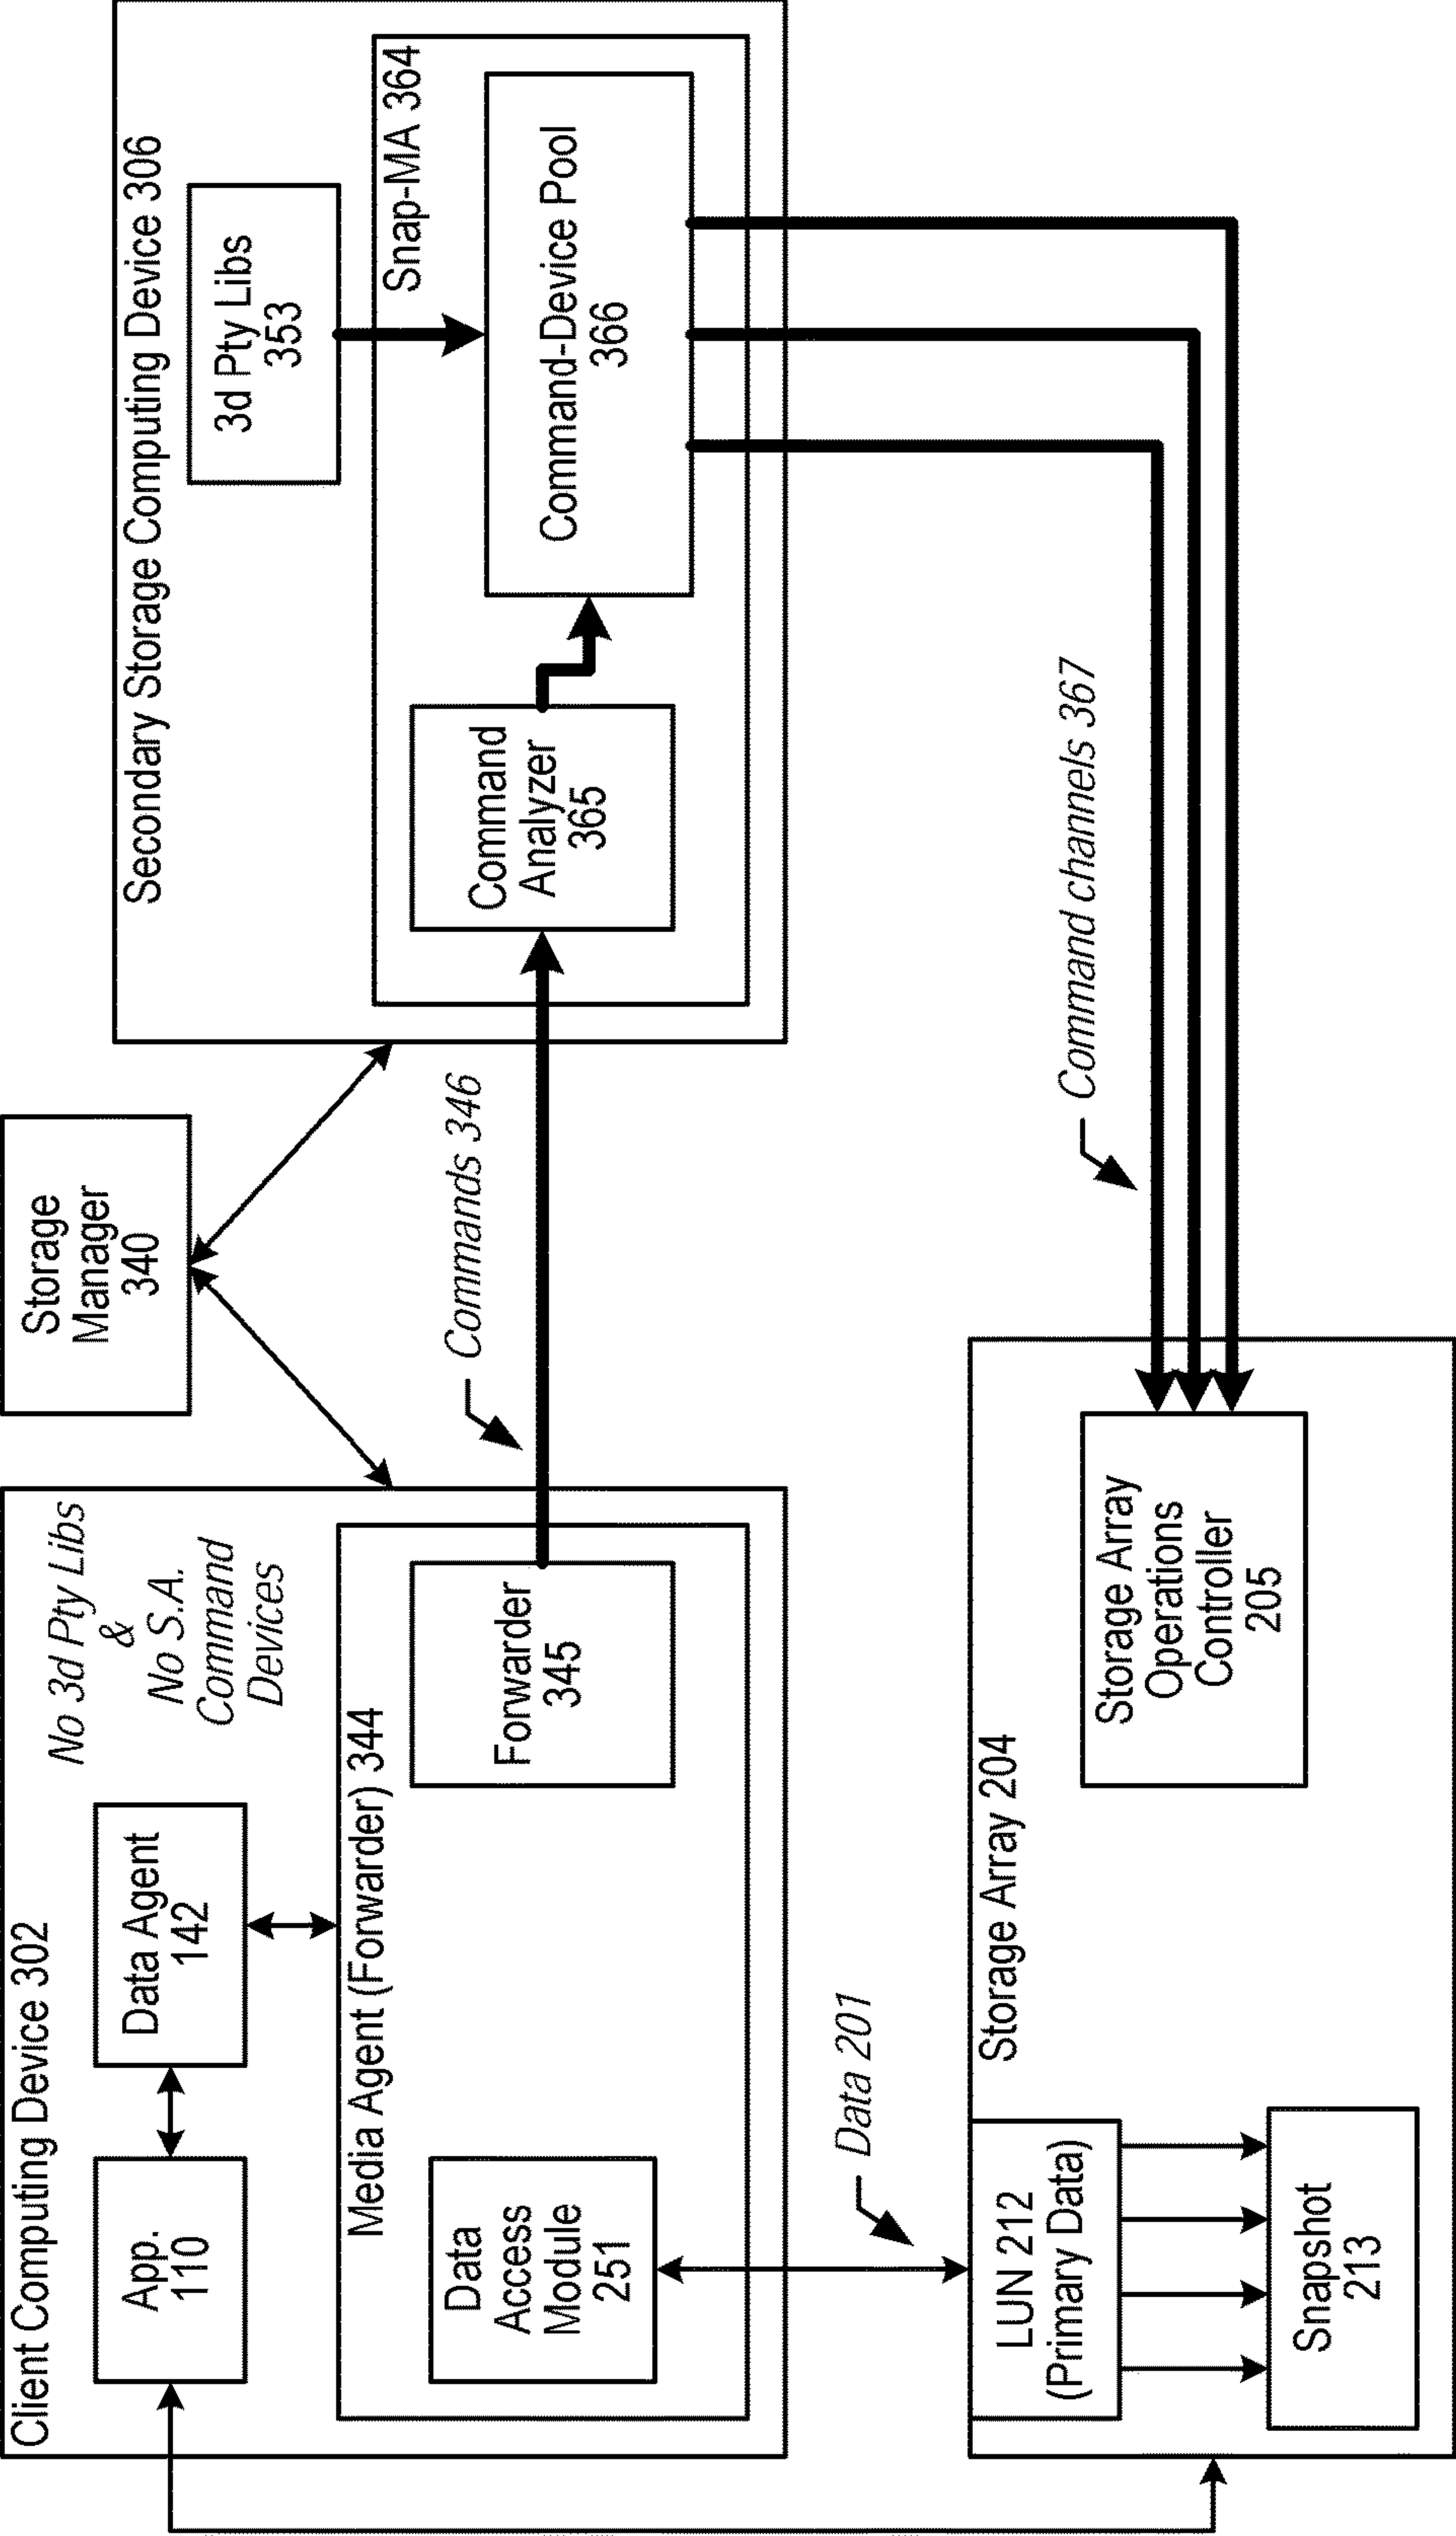 Client Computing Device 302
App.
110
Data Agent
142
No 3d Pty Libs
&
No S.A.
Command
Devices
Media Agent (Forwarder) 344
Data
Access
Module
251
Forwarder
345
Storage
Manager
340
Commands 346
Secondary Storage Computing Device 306
3d Pty Libs
353
Snap-MA 364
Command
Analyzer
365
Command-Device Pool
366
Data 201
Command channels 367
Storage Array 204
LUN 212
(Primary Data)
Snapshot
213
Storage Array
Operations
Controller
205